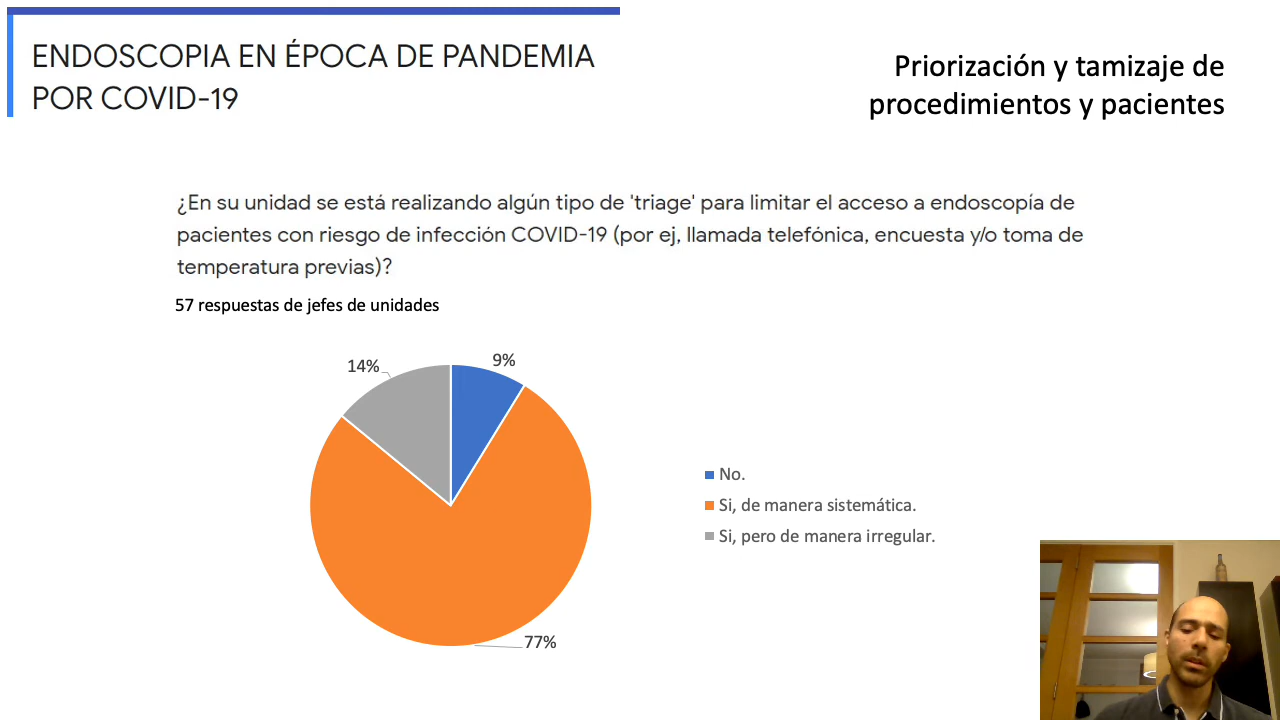 ENDOSCOPIA EN ÉPOCA DE PANDEMIA
POR COVID-19
Priorización y tamizaje de
procedimientos y pacientes
¿En su unidad se está realizando algún tipo de 'triage' para limitar el acceso a endoscopía de
pacientes con riesgo de infección COVID-19 (por ej, llamada telefónica, encuesta y/o toma de
temperatura previas)?
57 respuestas de jefes de unidades
14%
9%
No.
Si, de manera sistemática.
Si, pero de manera irregular.
77%